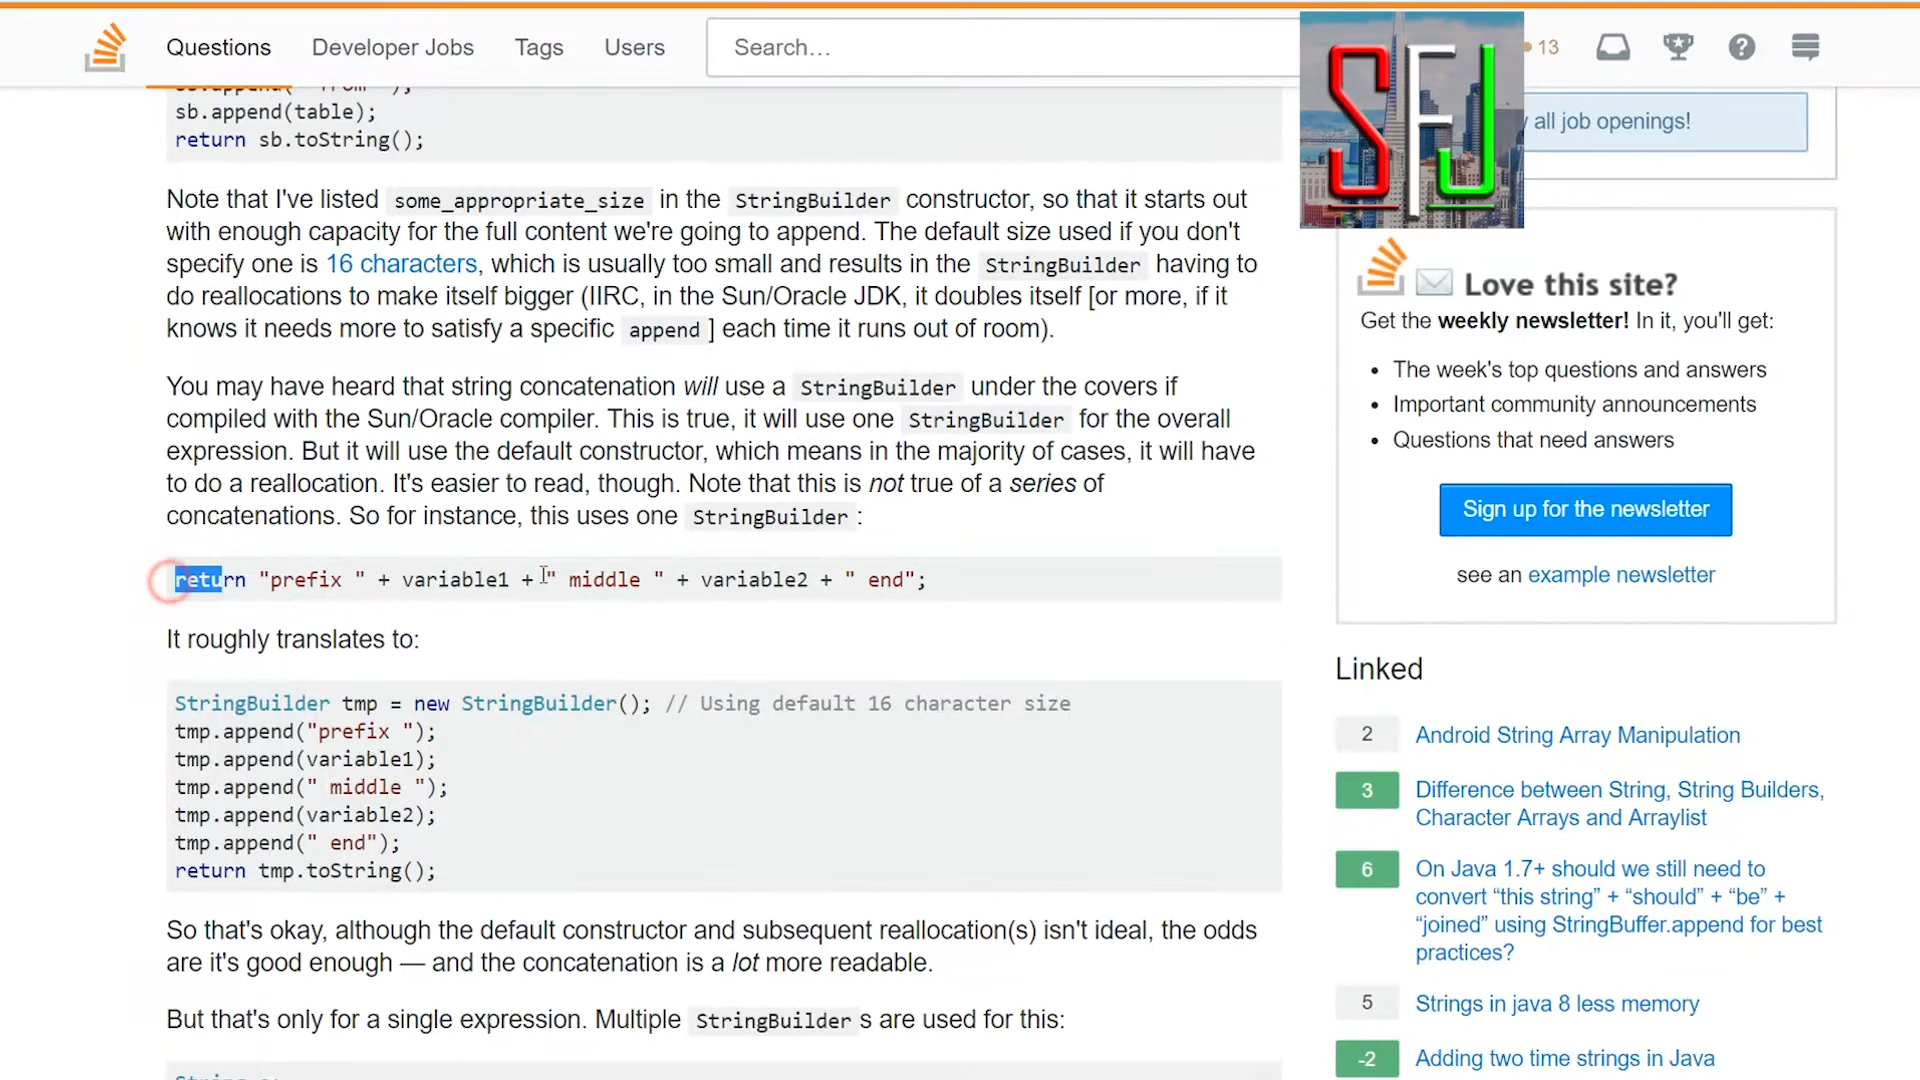 Questions Developer Jobs Tags Users Search… 13
SFJ
sb.append(" from ");
sb.append(table);
return sb.toString();
Note that I've listed some_appropriate_size in the StringBuilder constructor, so that it starts out
with enough capacity for the full content we're going to append. The default size used if you don't
specify one is 16 characters, which is usually too small and results in the StringBuilder having to
do reallocations to make itself bigger (IIRC, in the Sun/Oracle JDK, it doubles itself [or more, if it
knows it needs more to satisfy a specific append ] each time it runs out of room).
You may have heard that string concatenation will use a StringBuilder under the covers if
compiled with the Sun/Oracle compiler. This is true, it will use one StringBuilder for the overall
expression. But it will use the default constructor, which means in the majority of cases, it will have
to do a reallocation. It's easier to read, though. Note that this is not true of a series of
concatenations. So for instance, this uses one StringBuilder :
return "prefix " + variable1 + " middle " + variable2 + " end";
It roughly translates to:
StringBuilder tmp = new StringBuilder(); // Using default 16 character size
tmp.append("prefix ");
tmp.append(variable1);
tmp.append(" middle ");
tmp.append(variable2);
tmp.append(" end");
return tmp.toString();
So that's okay, although the default constructor and subsequent reallocation(s) isn't ideal, the odds
are it's good enough — and the concatenation is a lot more readable.
But that's only for a single expression. Multiple StringBuilder s are used for this:
all job openings!
Love this site?
Get the weekly newsletter! In it, you'll get:
• The week's top questions and answers
• Important community announcements
• Questions that need answers
Sign up for the newsletter
see an example newsletter
Linked
2 Android String Array Manipulation
3 Difference between String, String Builders,
Character Arrays and Arraylist
6 On Java 1.7+ should we still need to
convert “this string” + “should” + “be” +
“joined” using StringBuffer.append for best
practices?
5 Strings in java 8 less memory
-2 Adding two time strings in Java